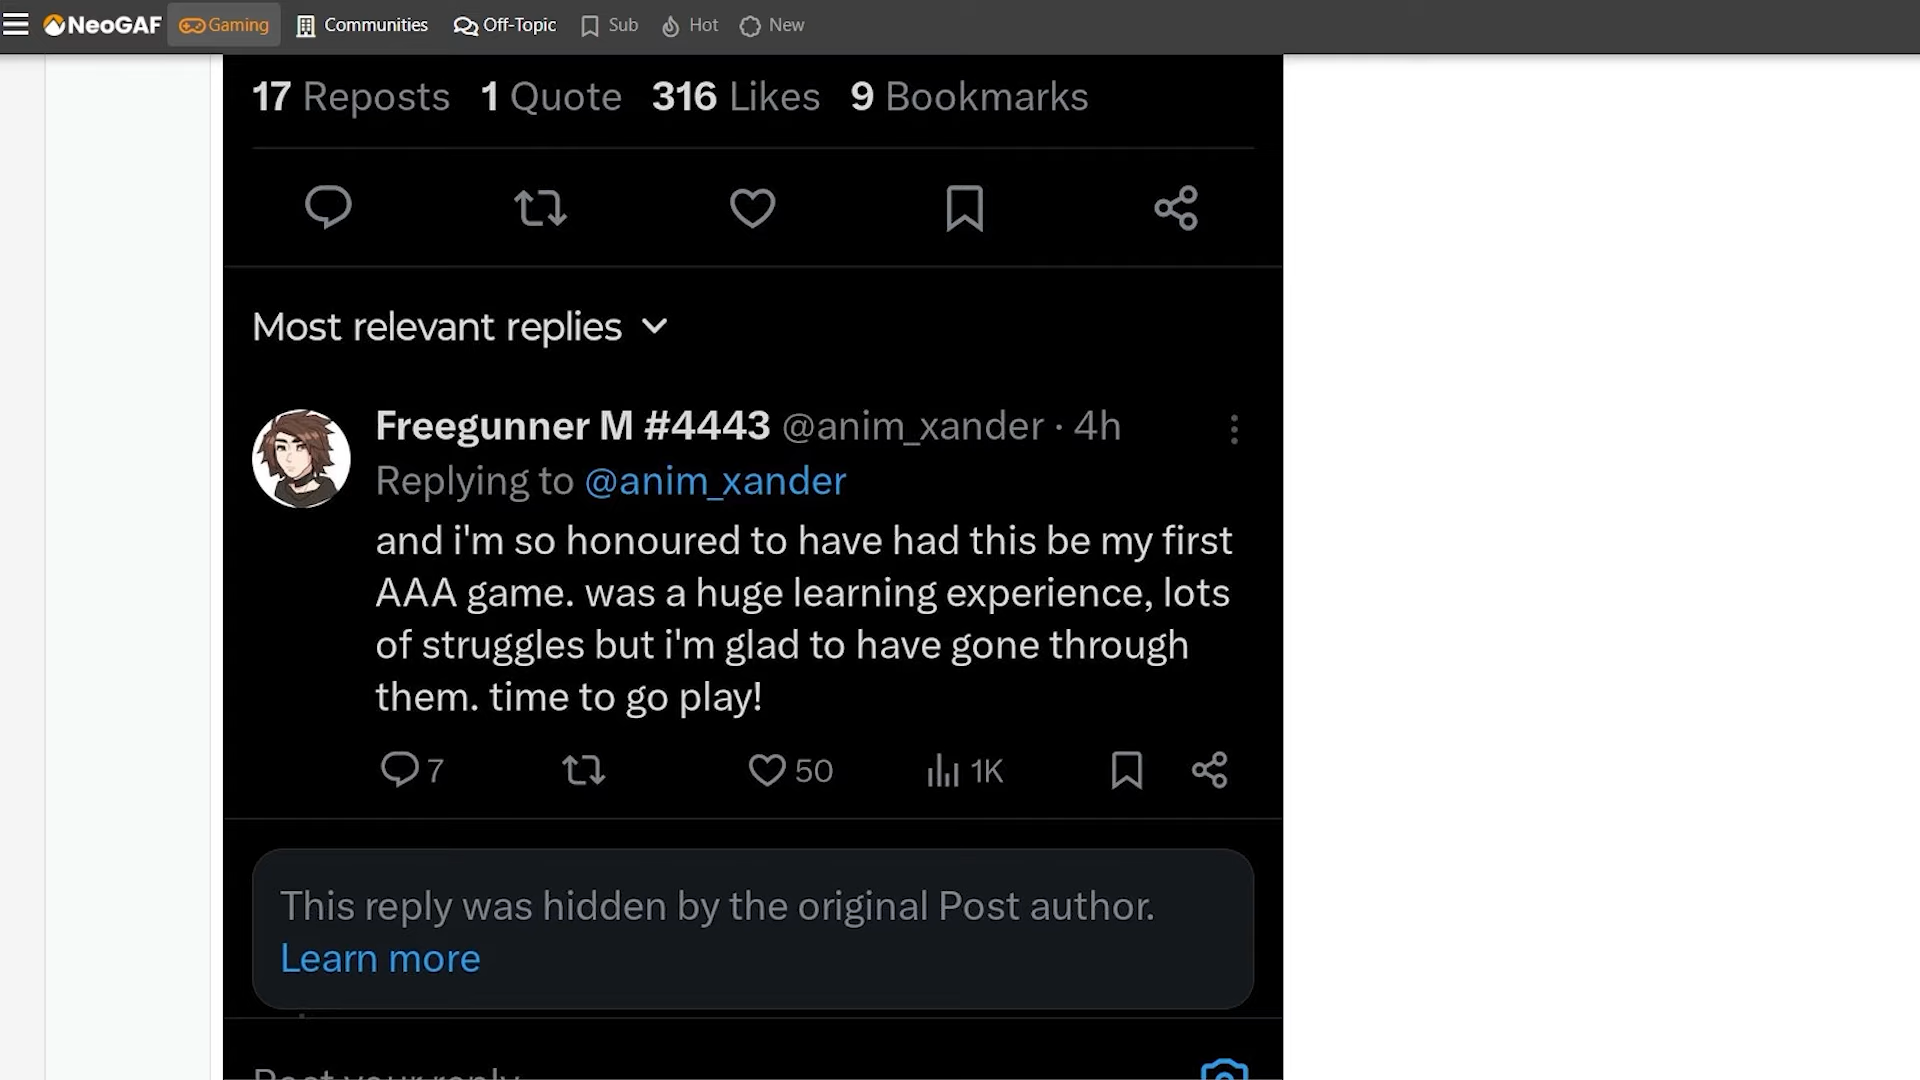 NeoGAF Gaming Communities Off-Topic Sub Hot New
17 Reposts 1 Quote 316 Likes 9 Bookmarks
Most relevant replies
Freegunner M #4443 @anim_xander · 4h
Replying to @anim_xander
and i'm so honoured to have had this be my first
AAA game. was a huge learning experience, lots
of struggles but i'm glad to have gone through
them. time to go play!
7 50 1K
This reply was hidden by the original Post author.
Learn more
Post your reply